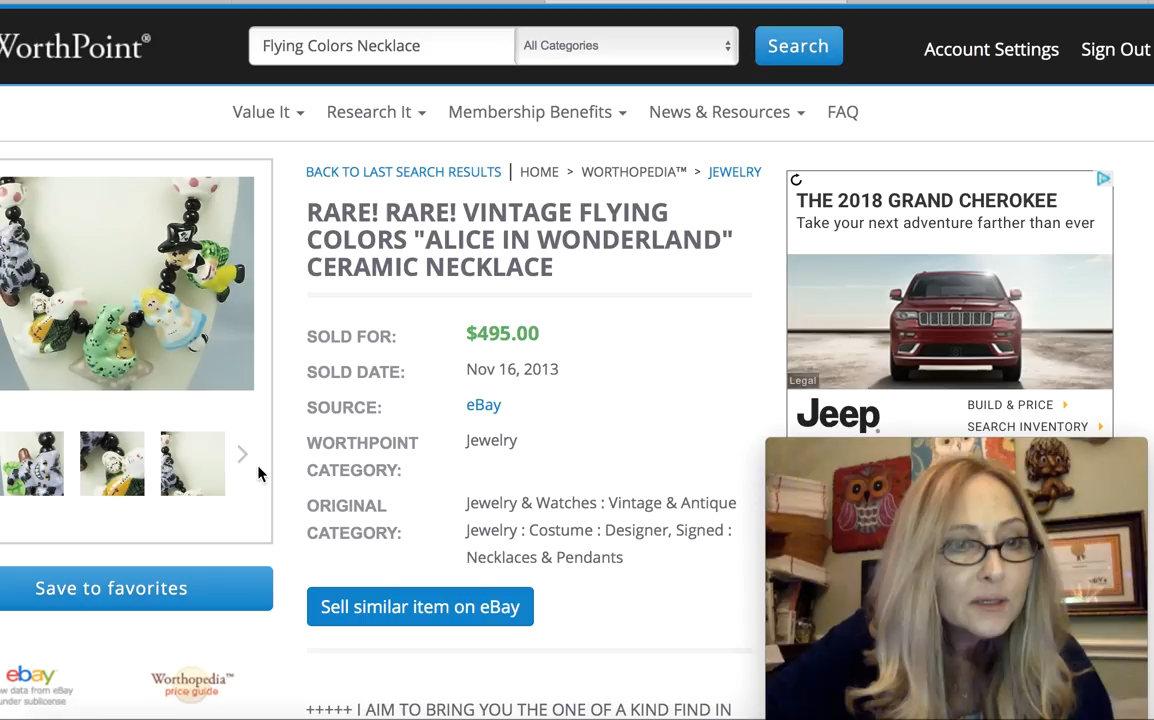 WorthPoint®
Flying Colors Necklace
All Categories
Search
Account Settings
Sign Out
Value It
Research It
Membership Benefits
News & Resources
FAQ
BACK TO LAST SEARCH RESULTS | HOME > WORTHOPEDIA™ > JEWELRY
RARE! RARE! VINTAGE FLYING
COLORS "ALICE IN WONDERLAND"
CERAMIC NECKLACE
SOLD FOR: $495.00
SOLD DATE: Nov 16, 2013
SOURCE: eBay
WORTHPOINT
CATEGORY:
Jewelry
ORIGINAL
CATEGORY:
Jewelry & Watches : Vintage & Antique
Jewelry : Costume : Designer, Signed :
Necklaces & Pendants
Sell similar item on eBay
+++++ I AIM TO BRING YOU THE ONE OF A KIND FIND IN
Save to favorites
ebay
w data from eBay
under sublicense
Worthopedia™
price guide
THE 2018 GRAND CHEROKEE
Take your next adventure farther than ever
Legal
Jeep
BUILD & PRICE
SEARCH INVENTORY